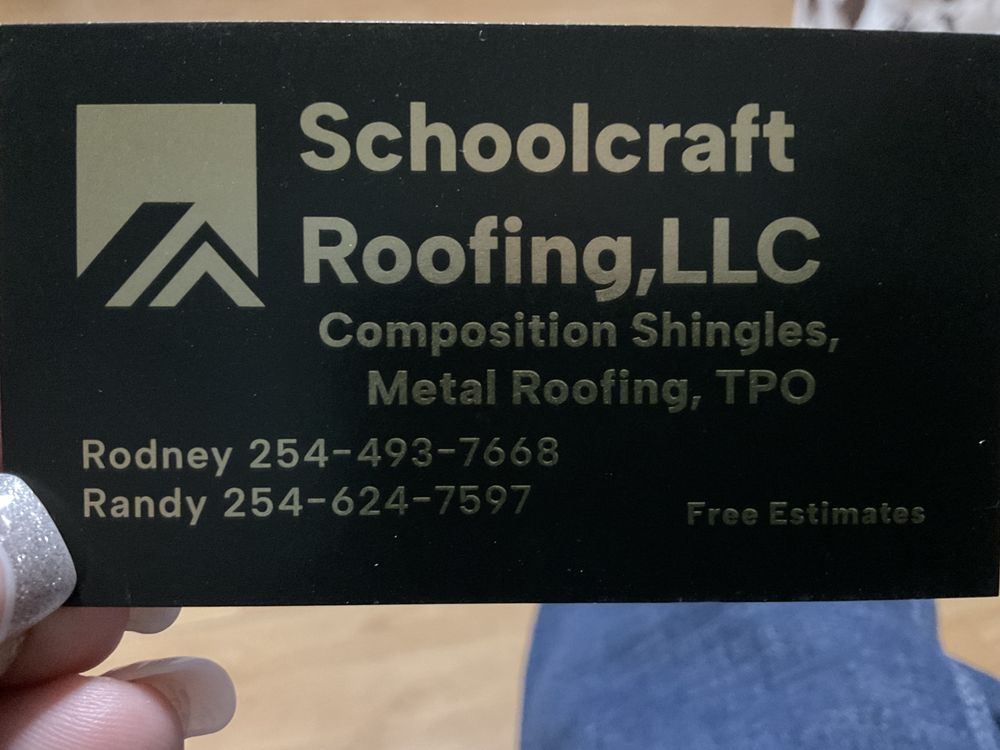 Schoolcraft
Roofing,LLC
Composition Shingles,
Metal Roofing, TPO
Rodney 254-493-7668
Randy 254-624-7597
Free Estimates